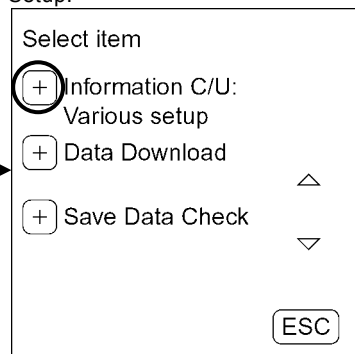 Setup.
Select item
+ Information C/U:
Various setup
+ Data Download
+ Save Data Check
ESC